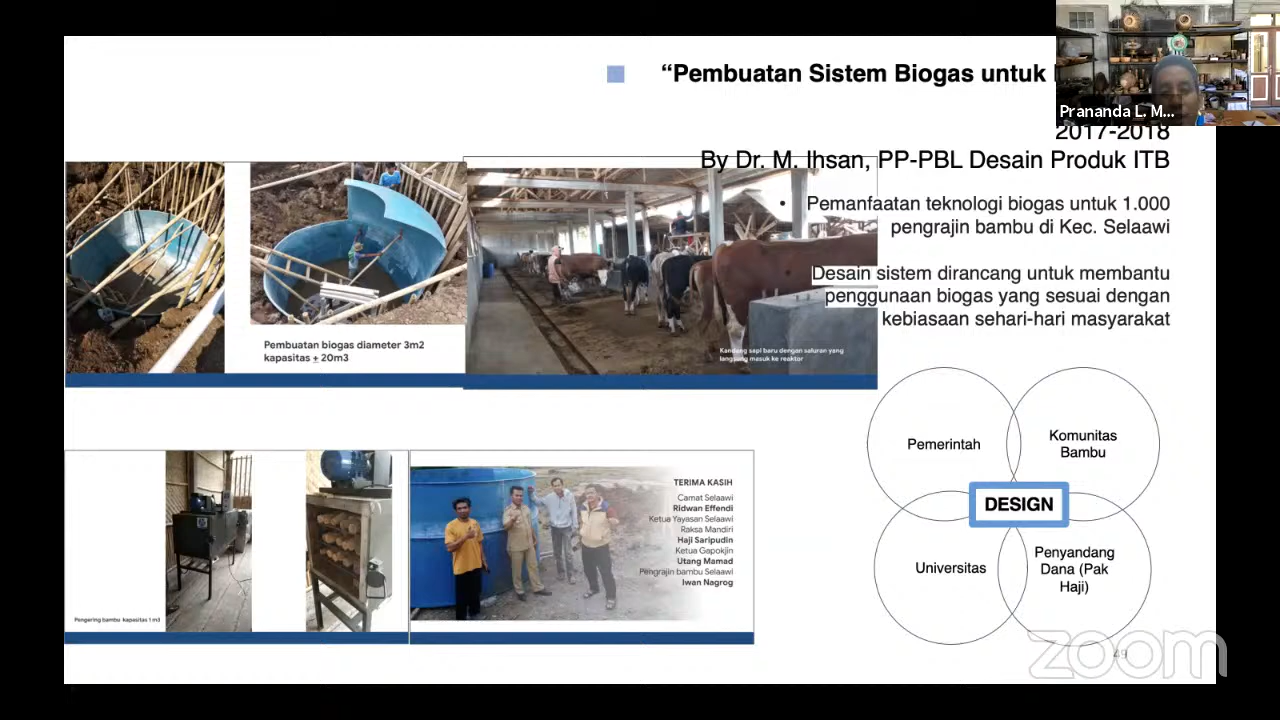 “Pembuatan Sistem Biogas untuk
2017-2018
By Dr. M. Ihsan, PP-PBL Desain Produk ITB
• Pemanfaatan teknologi biogas untuk 1.000
pengrajin bambu di Kec. Selaawi
Desain sistem dirancang untuk membantu
penggunaan biogas yang sesuai dengan
kebiasaan sehari-hari masyarakat
Prananda L. M...
Pembuatan biogas diameter 3m2
kapasitas + 20m3
Kandang sapi baru dengan saluran yang
langsung masuk ke reaktor
Pengering bambu kapasitas 1 m3
TERIMA KASIH
Camat Selaawi
Ridwan Effendi
Ketua Yayasan Selaawi
Raksa Mandiri
Haji Saripudin
Ketua Gapokjin
Utang Mamad
Pengrajin bambu Selaawi
Iwan Nagrog
Pemerintah
Komunitas
Bambu
DESIGN
Universitas
Penyandang
Dana (Pak
Haji)
49
zoom